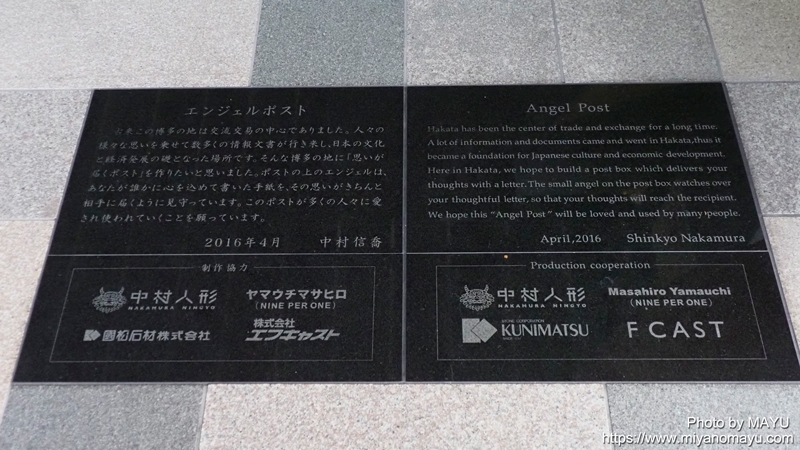 エンジェルポスト
古来この博多の地は交流交易の中心でありました。人々の
様々な思いを乗せて数多くの情報文書が行き来し、日本の文化
と経済発展の礎となった場所です。そんな博多の地に「思いが
届くポスト」を作りたいと思いました。ポストの上のエンジェルは、
あなたが誰かに心を込めて書いた手紙を、その思いがきちんと
相手に届くように見守っています。このポストが多くの人々に愛
され使われていくことを願っています。
2016年4月 中村信喬
制作協力
中村人形
NAKAMURA NINGYO
ヤマウチマサヒロ
(NINE PER ONE)
國松石材株式会社
株式会社
エフキャスト
Angel Post
Hakata has been the center of trade and exchange for a long time.
A lot of information and documents came and went in Hakata,thus it
became a foundation for Japanese culture and economic development.
Here in Hakata, we hope to build a post box which delivers your
thoughts with a letter. The small angel on the post box watches over
your thoughtful letter, so that your thoughts will reach the recipient.
We hope this "Angel Post" will be loved and used by many people.
April,2016 Shinkyo Nakamura
Production cooperation
中村人形
NAKAMURA NINGYO
Masahiro Yamauchi
(NINE PER ONE)
STONE CORPORATION
KUNIMATSU
FCAST
Photo by MAYU
https://www.miyanomayu.com/